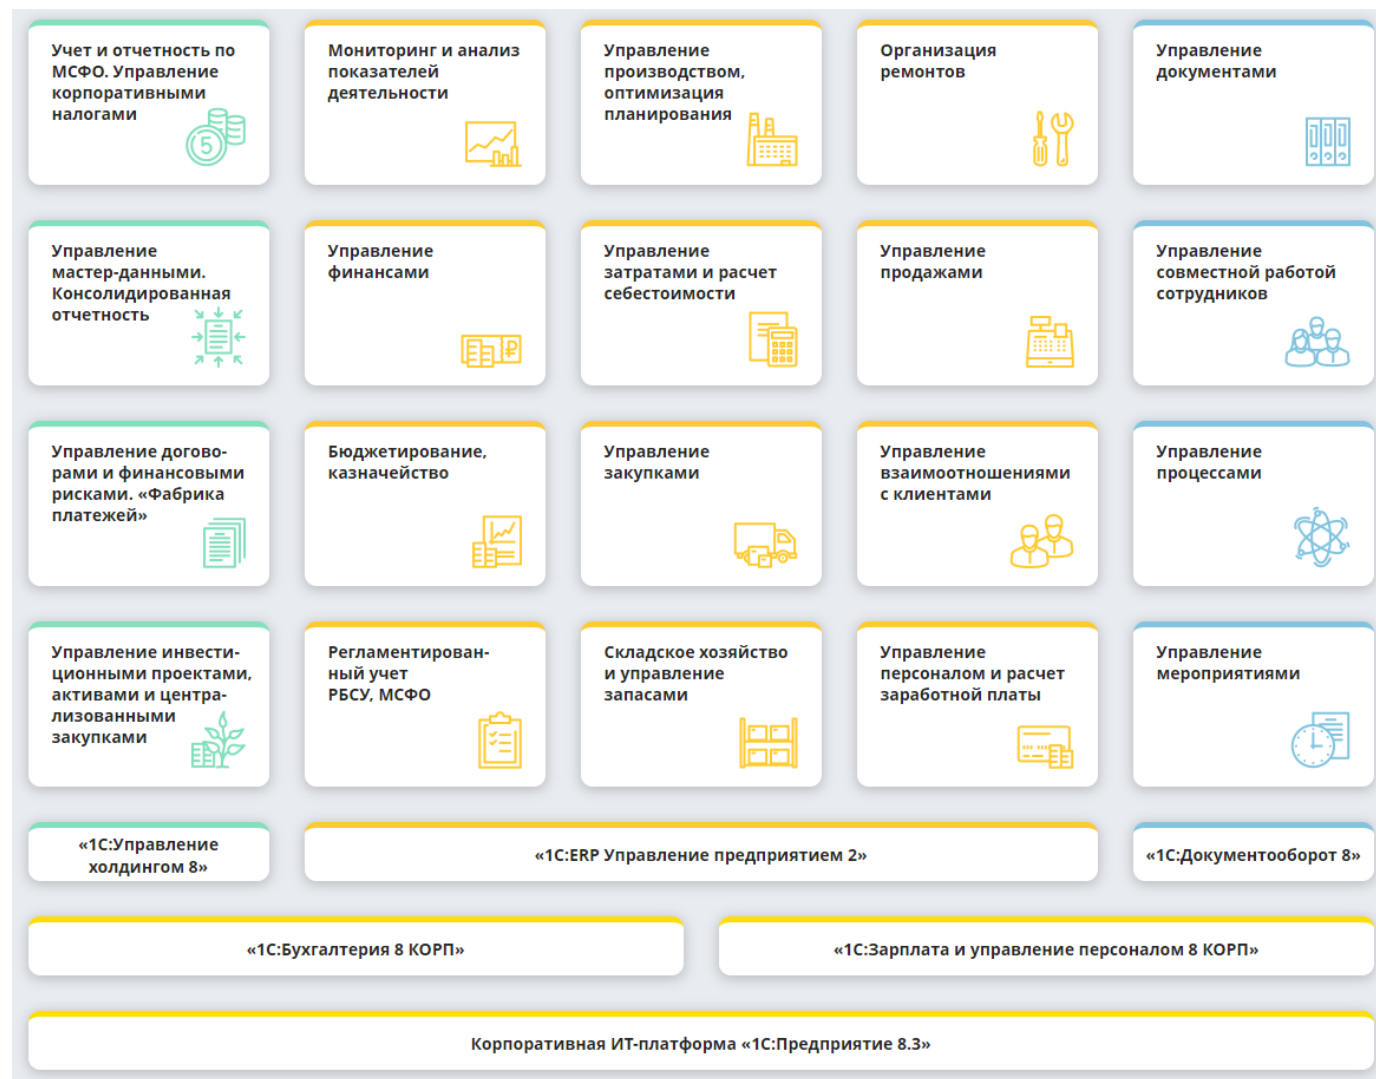 Учет и отчетность по
МСФО. Управление
корпоративными
налогами
5
Мониторинг и анализ
показателей
деятельности
Управление
производством,
оптимизация
планирования
Организация
ремонтов
Управление
документами
Управление
мастер-данными.
Консолидированная
отчетность
Управление
финансами
₽
Управление
затратами и расчет
себестоимости
Управление
продажами
Управление
совместной работой
сотрудников
Управление догово-
рами и финансовыми
рисками. «Фабрика
платежей»
Бюджетирование,
казначейство
Управление
закупками
Управление
взаимоотношениями
с клиентами
Управление
процессами
Управление инвести-
ционными проектами,
активами и центра-
лизованными
закупками
Регламентирован-
ный учет
РБСУ, МСФО
Складское хозяйство
и управление
запасами
Управление
персоналом и расчет
заработной платы
Управление
мероприятиями
«1С:Управление
холдингом 8»
«1С:ERP Управление предприятием 2»
«1С:Документооборот 8»
«1С:Бухгалтерия 8 КОРП»
«1С:Зарплата и управление персоналом 8 КОРП»
Корпоративная ИТ-платформа «1С:Предприятие 8.3»